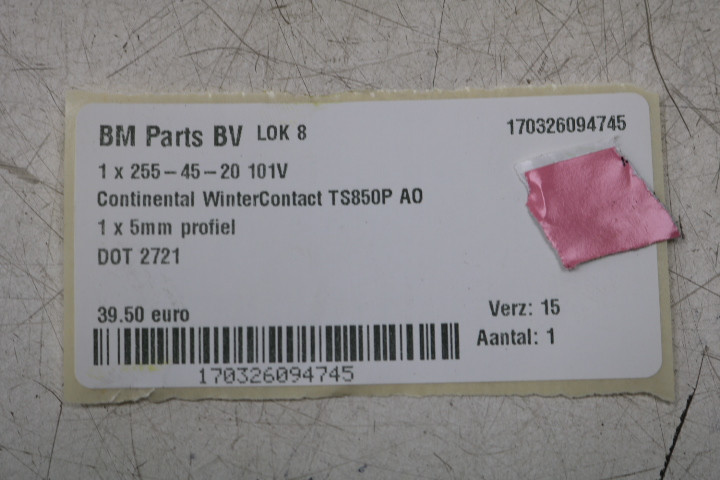 BM Parts BV LOK 8
170326094745
1 x 255-45-20 101V
Continental WinterContact TS850P AO
1 x 5mm profiel
DOT 2721
39.50 euro
Verz: 15
Aantal: 1
170326094745